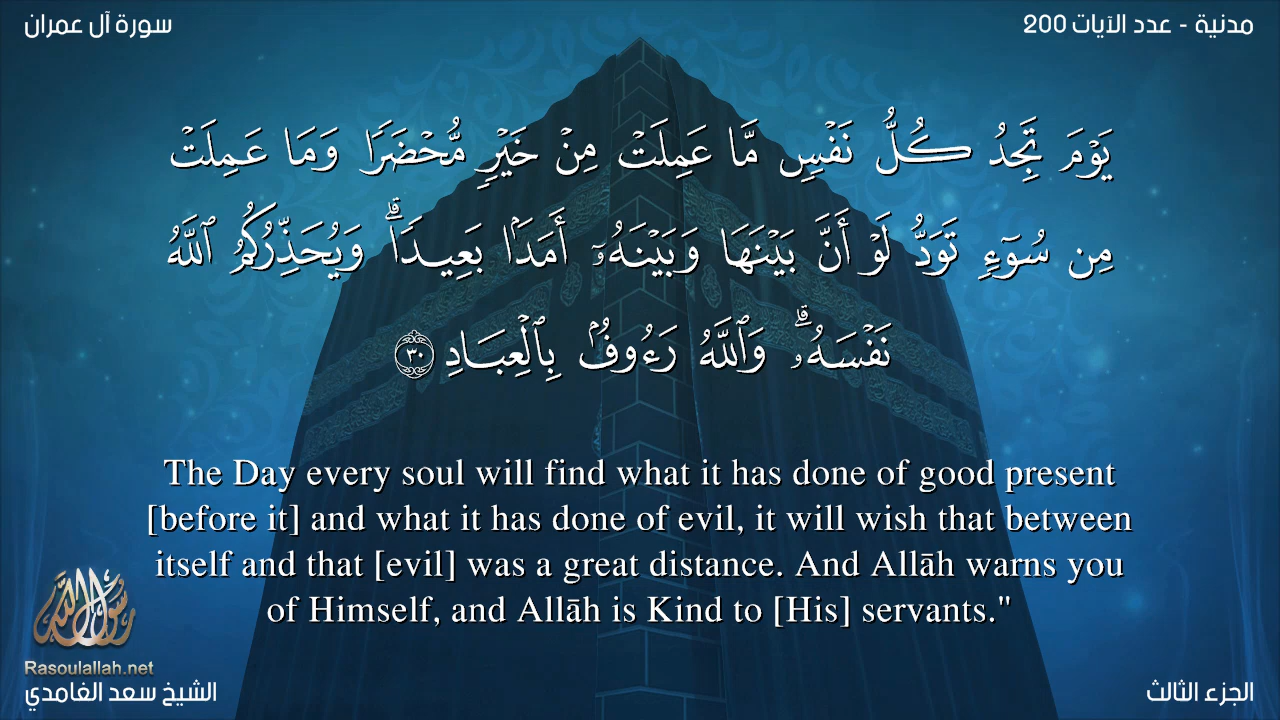 سورة آل عمران
مدنية - عدد الآيات 200
يَوْمَ تَجِدُ كُلُّ نَفْسٍ مَّا عَمِلَتْ مِنْ خَيْرٍ مُّحْضَرًا وَمَا عَمِلَتْ
مِن سُوٓءٍ تَوَدُّ لَوْ أَنَّ بَيْنَهَا وَبَيْنَهُۥٓ أَمَدًۢا بَعِيدًا ۗ وَيُحَذِّرُكُمُ ٱللَّهُ
نَفْسَهُۥ ۗ وَٱللَّهُ رَءُوفٌۢ بِٱلْعِبَادِ ٣٠
The Day every soul will find what it has done of good present
[before it] and what it has done of evil, it will wish that between
itself and that [evil] was a great distance. And Allāh warns you
of Himself, and Allāh is Kind to [His] servants."
رسول الله
Rasoulallah.net
الشيخ سعد الغامدي
الجزء الثالث